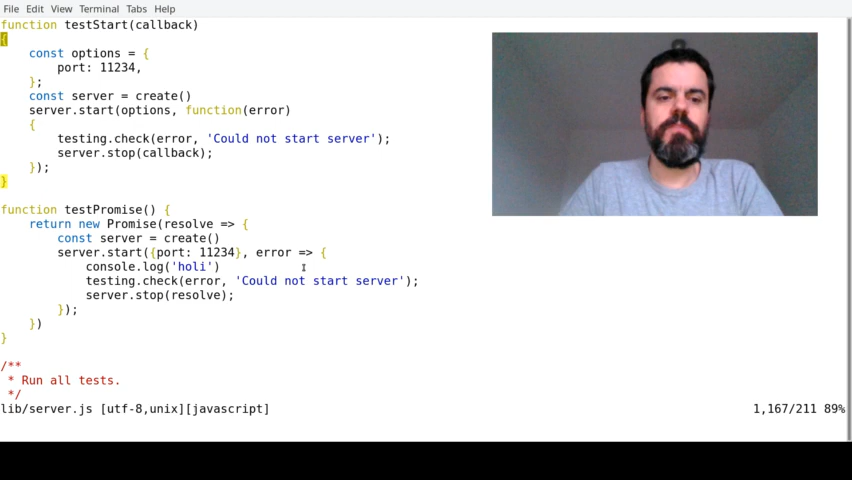 File Edit View Terminal Tabs Help
function testStart(callback)
{
    const options = {
        port: 11234,
    };
    const server = create()
    server.start(options, function(error)
    {
        testing.check(error, 'Could not start server');
        server.stop(callback);
    });
}
function testPromise() {
    return new Promise(resolve => {
        const server = create()
        server.start({port: 11234}, error => {
            console.log('holi')
            testing.check(error, 'Could not start server');
            server.stop(resolve);
        });
    })
}
/**
 * Run all tests.
 */
lib/server.js [utf-8,unix][javascript] 1,167/211 89%